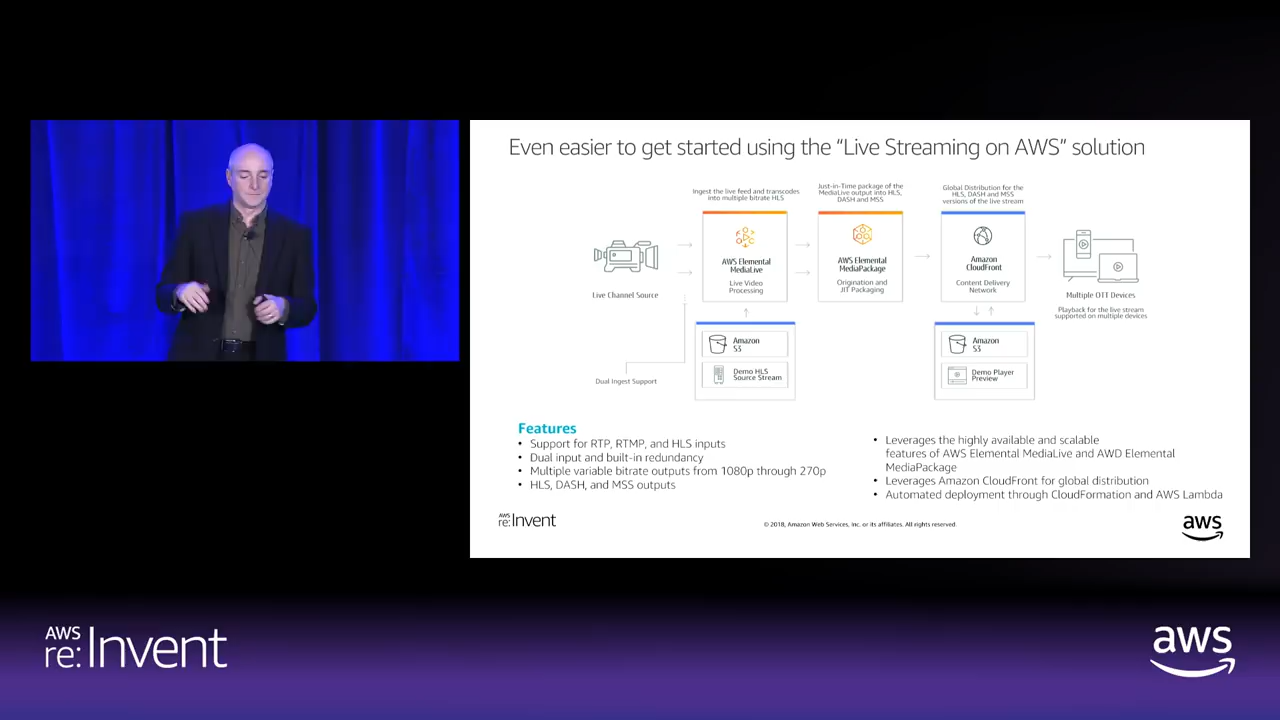 Even easier to get started using the “Live Streaming on AWS” solution
Ingest the live feed and transcodes
into multiple bitrate HLS
Just-in-Time package of the
MediaLive output into HLS,
DASH and MSS
Global Distribution for the
HLS, DASH and MSS
versions of the live stream
Live Channel Source
AWS Elemental
MediaLive
Live Video
Processing
AWS Elemental
MediaPackage
Origination and
JIT Packaging
Amazon
CloudFront
Content Delivery
Network
Multiple OTT Devices
Playback for the live stream
supported on multiple devices
Amazon
S3
Demo HLS
Source Stream
Amazon
S3
Demo Player
Preview
Dual Ingest Support
Features
• Support for RTP, RTMP, and HLS inputs
• Dual input and built-in redundancy
• Multiple variable bitrate outputs from 1080p through 270p
• HLS, DASH, and MSS outputs
• Leverages the highly available and scalable
features of AWS Elemental MediaLive and AWD Elemental
MediaPackage
• Leverages Amazon CloudFront for global distribution
• Automated deployment through CloudFormation and AWS Lambda
AWS
re:Invent
© 2018, Amazon Web Services, Inc. or its affiliates. All rights reserved.
aws
AWS
re:Invent
aws